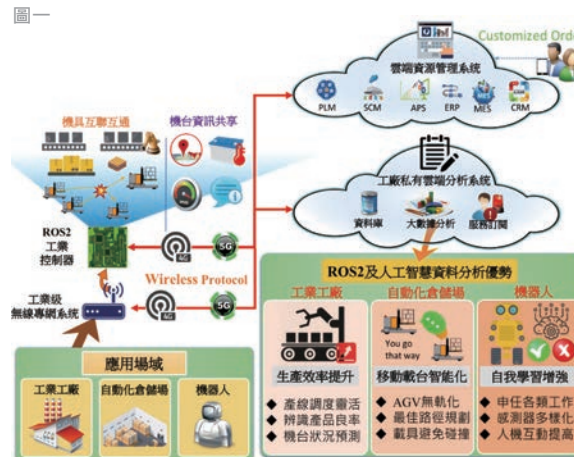 圖一
Customized Orde
雲端資源管理系統
PLM
SCM
APS
ERP
MES
CRM
機具互聯互通
機台資訊共享
工廠私有雲端分析系統
資料庫
大數據分析
服務訂閱
ROS2
工業
控制器
4G
5G
Wireless Protocol
工業级
無線專網系統
4G
5G
應用場域
工業工廠
自動化倉儲場
機器人
ROS2及人工智慧資料分析優勢
工業工廠
生產效率提升
◆ 產線調度靈活
◆ 辨識產品良率
◆ 機台狀況預測
自動化倉儲場
You go
that way
移動載台智能化
◆ AGV無軌化
◆ 最佳路徑規劃
◆ 載具避免碰撞
機器人
自我學習增強
◆ 申任各類工作
◆ 感測器多樣化
◆ 人機互動提高